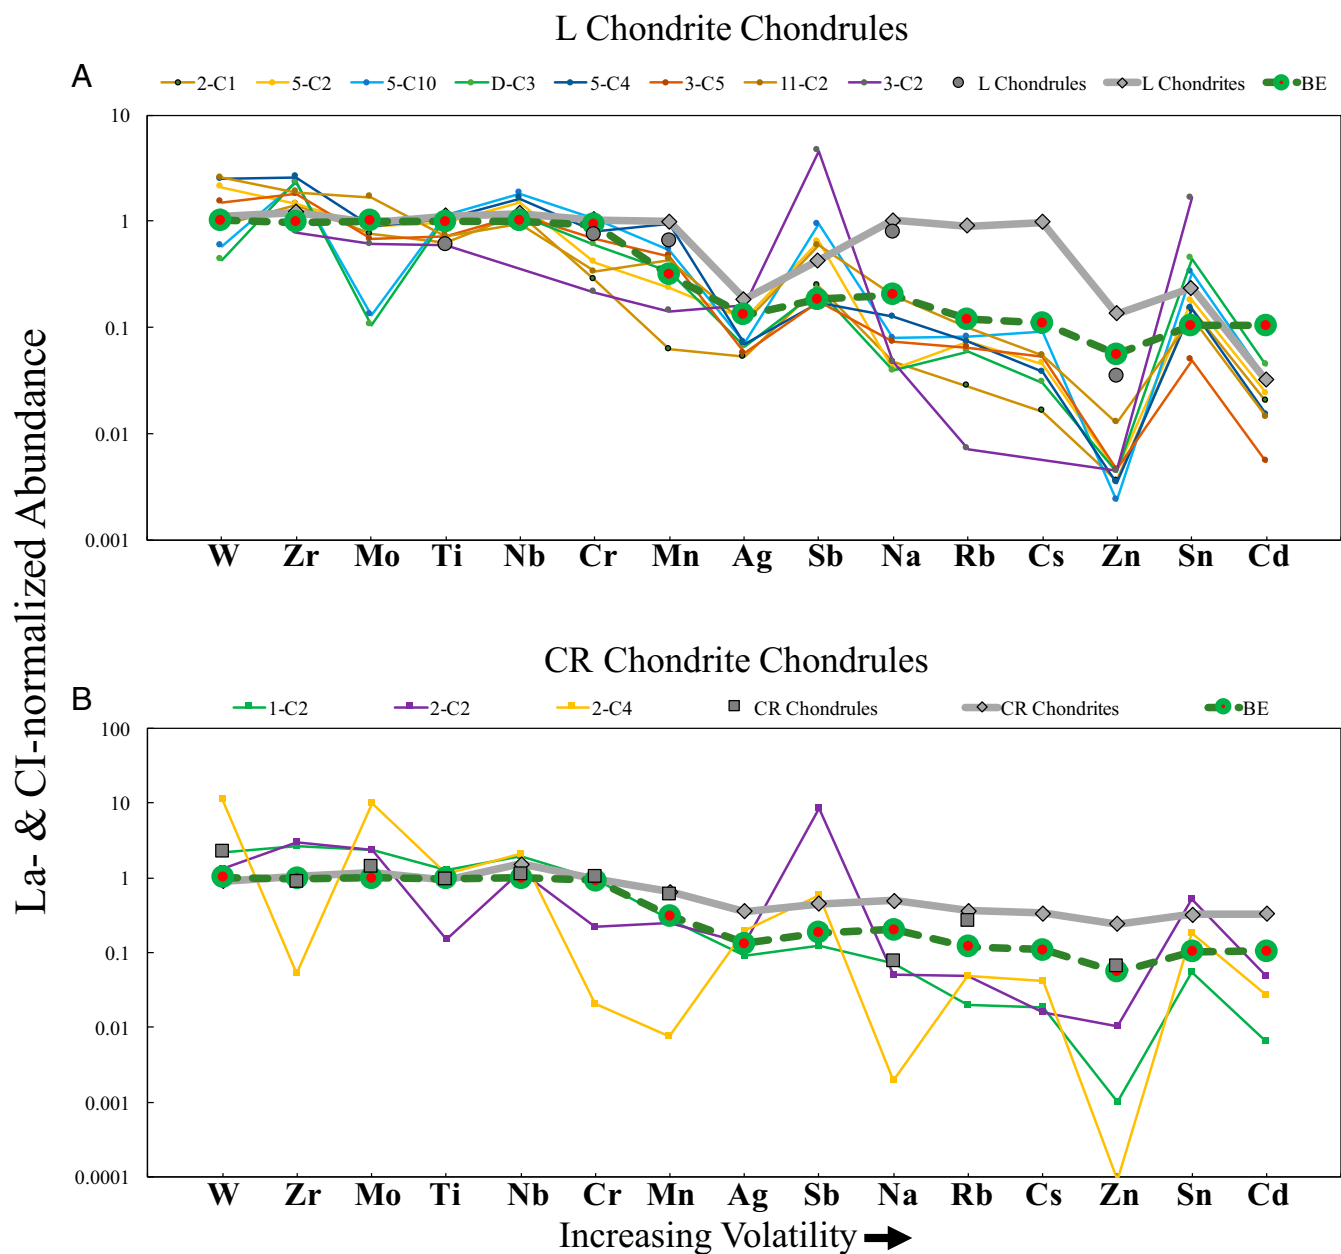 L Chondrite Chondrules
A
2-C1 5-C2 5-C10 D-C3 5-C4 3-C5 11-C2 3-C2 L Chondrules L Chondrites BE
10
1
0.1
0.01
0.001
W Zr Mo Ti Nb Cr Mn Ag Sb Na Rb Cs Zn Sn Cd
La- & CI-normalized Abundance
CR Chondrite Chondrules
B
1-C2 2-C2 2-C4 CR Chondrules CR Chondrites BE
100
10
1
0.1
0.01
0.001
0.0001
W Zr Mo Ti Nb Cr Mn Ag Sb Na Rb Cs Zn Sn Cd
Increasing Volatility